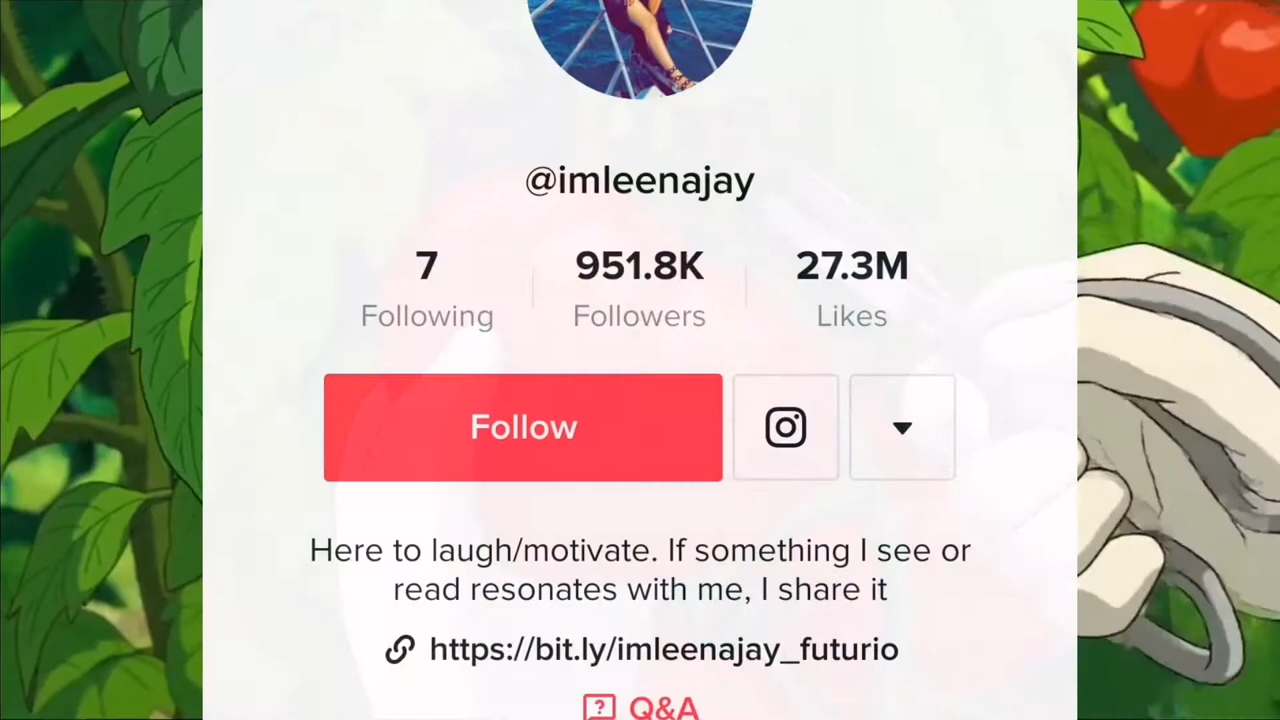 @imleenajay
7 951.8K 27.3M
Following Followers Likes
Follow
Here to laugh/motivate. If something I see or
read resonates with me, I share it
https://bit.ly/imleenajay_futurio
? Q&A